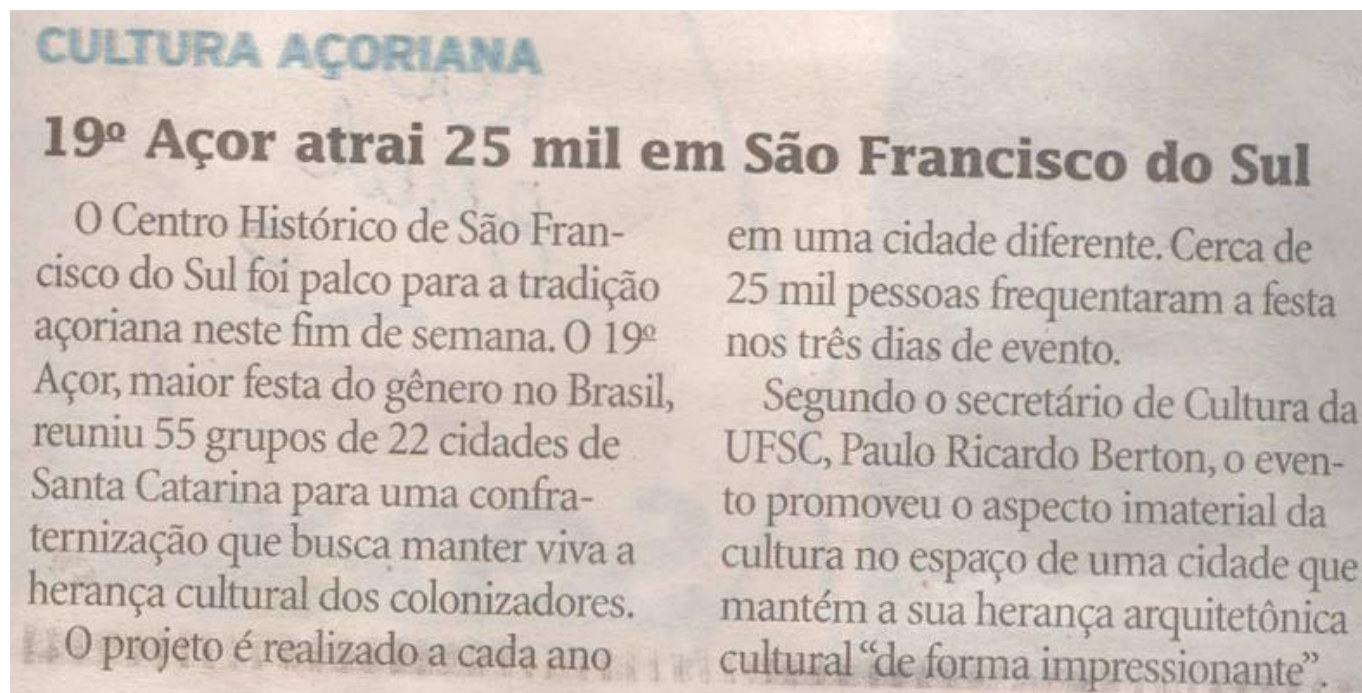 CULTURA AÇORIANA
19º Açor atrai 25 mil em São Francisco do Sul
O Centro Histórico de São Fran-
cisco do Sul foi palco para a tradição
açoriana neste fim de semana. O 19º
Açor, maior festa do gênero no Brasil,
reuniu 55 grupos de 22 cidades de
Santa Catarina para uma confra-
ternização que busca manter viva a
herança cultural dos colonizadores.
O projeto é realizado a cada ano
em uma cidade diferente. Cerca de
25 mil pessoas frequentaram a festa
nos três dias de evento.
Segundo o secretário de Cultura da
UFSC, Paulo Ricardo Berton, o even-
to promoveu o aspecto imaterial da
cultura no espaço de uma cidade que
mantém a sua herança arquitetônica
cultural “de forma impressionante”.